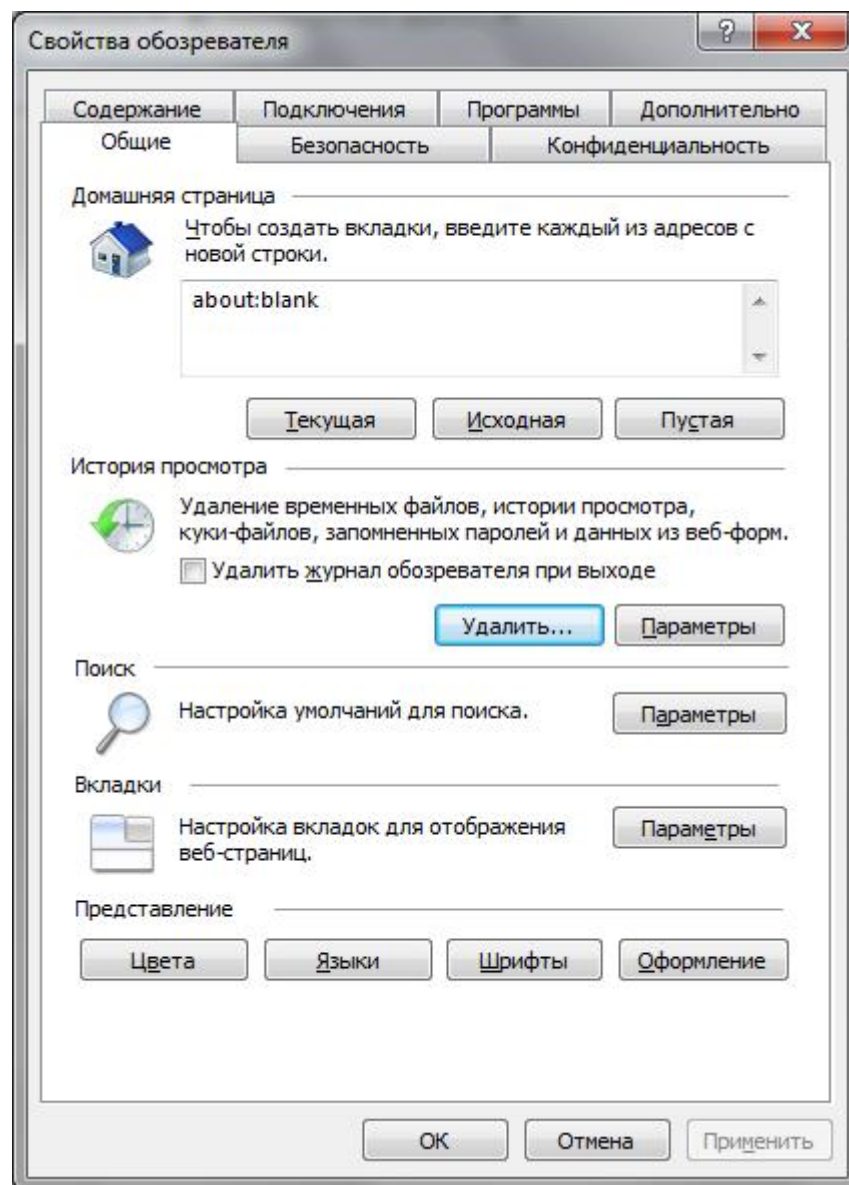 Свойства обозревателя
Содержание Подключения Программы Дополнительно
Общие Безопасность Конфиденциальность
Домашняя страница
Чтобы создать вкладки, введите каждый из адресов с
новой строки.
about:blank
Текущая Исходная Пустая
История просмотра
Удаление временных файлов, истории просмотра,
куки-файлов, запомненных паролей и данных из веб-форм.
Удалить журнал обозревателя при выходе
Удалить... Параметры
Поиск
Настройка умолчаний для поиска. Параметры
Вкладки
Настройка вкладок для отображения Параметры
веб-страниц.
Представление
Цвета Языки Шрифты Оформление
ОК Отмена Применить